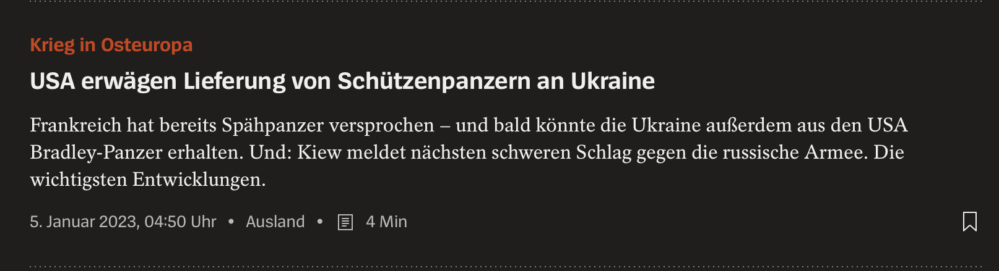 Krieg in Osteuropa
USA erwägen Lieferung von Schützenpanzern an Ukraine
Frankreich hat bereits Spähpanzer versprochen – und bald könnte die Ukraine außerdem aus den USA
Bradley-Panzer erhalten. Und: Kiew meldet nächsten schweren Schlag gegen die russische Armee. Die
wichtigsten Entwicklungen.
5. Januar 2023, 04:50 Uhr • Ausland • 4 Min